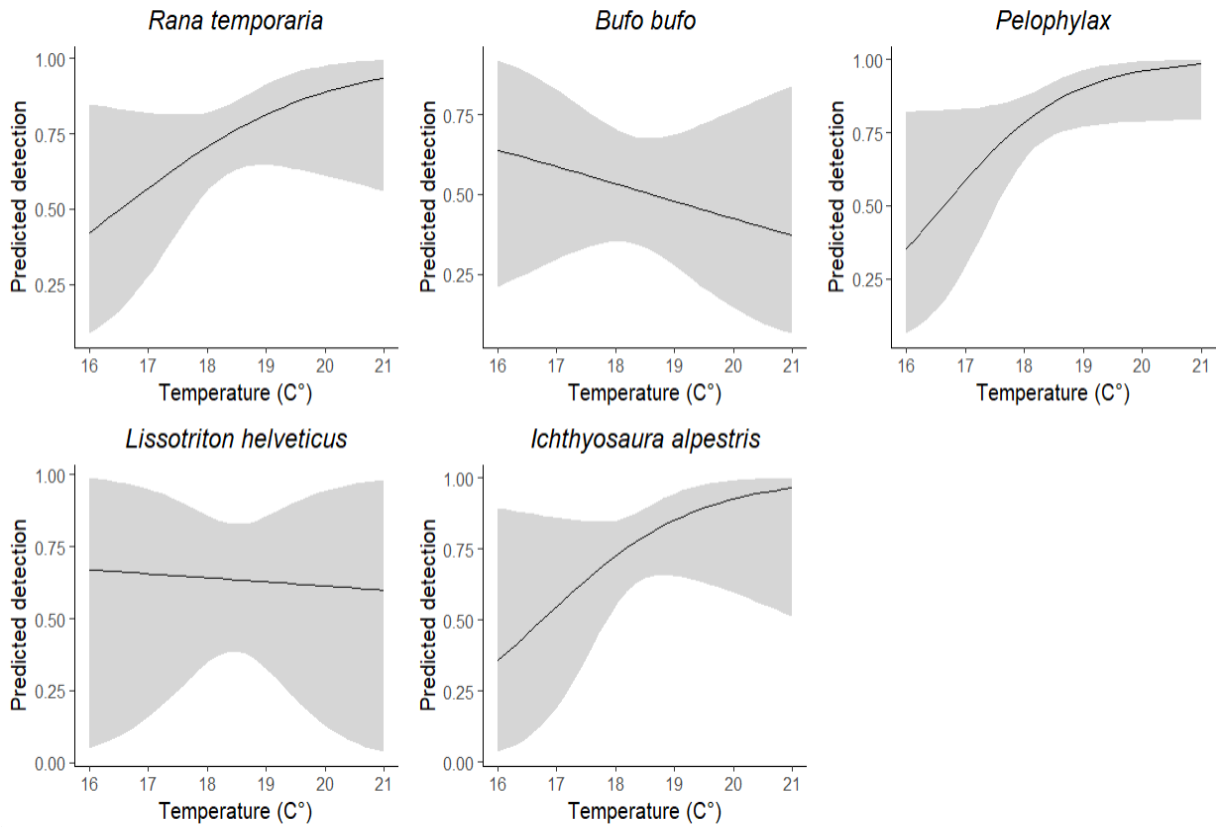 Rana temporaria
Bufo bufo
Pelophylax
Predicted detection
1.00
0.75
0.50
0.25
16 17 18 19 20 21
Temperature (C°)
Predicted detection
0.75
0.50
0.25
16 17 18 19 20 21
Temperature (C°)
Predicted detection
1.00
0.75
0.50
0.25
16 17 18 19 20 21
Temperature (C°)
Lissotriton helveticus
Ichthyosaura alpestris
Predicted detection
1.00
0.75
0.50
0.25
0.00
16 17 18 19 20 21
Temperature (C°)
Predicted detection
1.00
0.75
0.50
0.25
0.00
16 17 18 19 20 21
Temperature (C°)